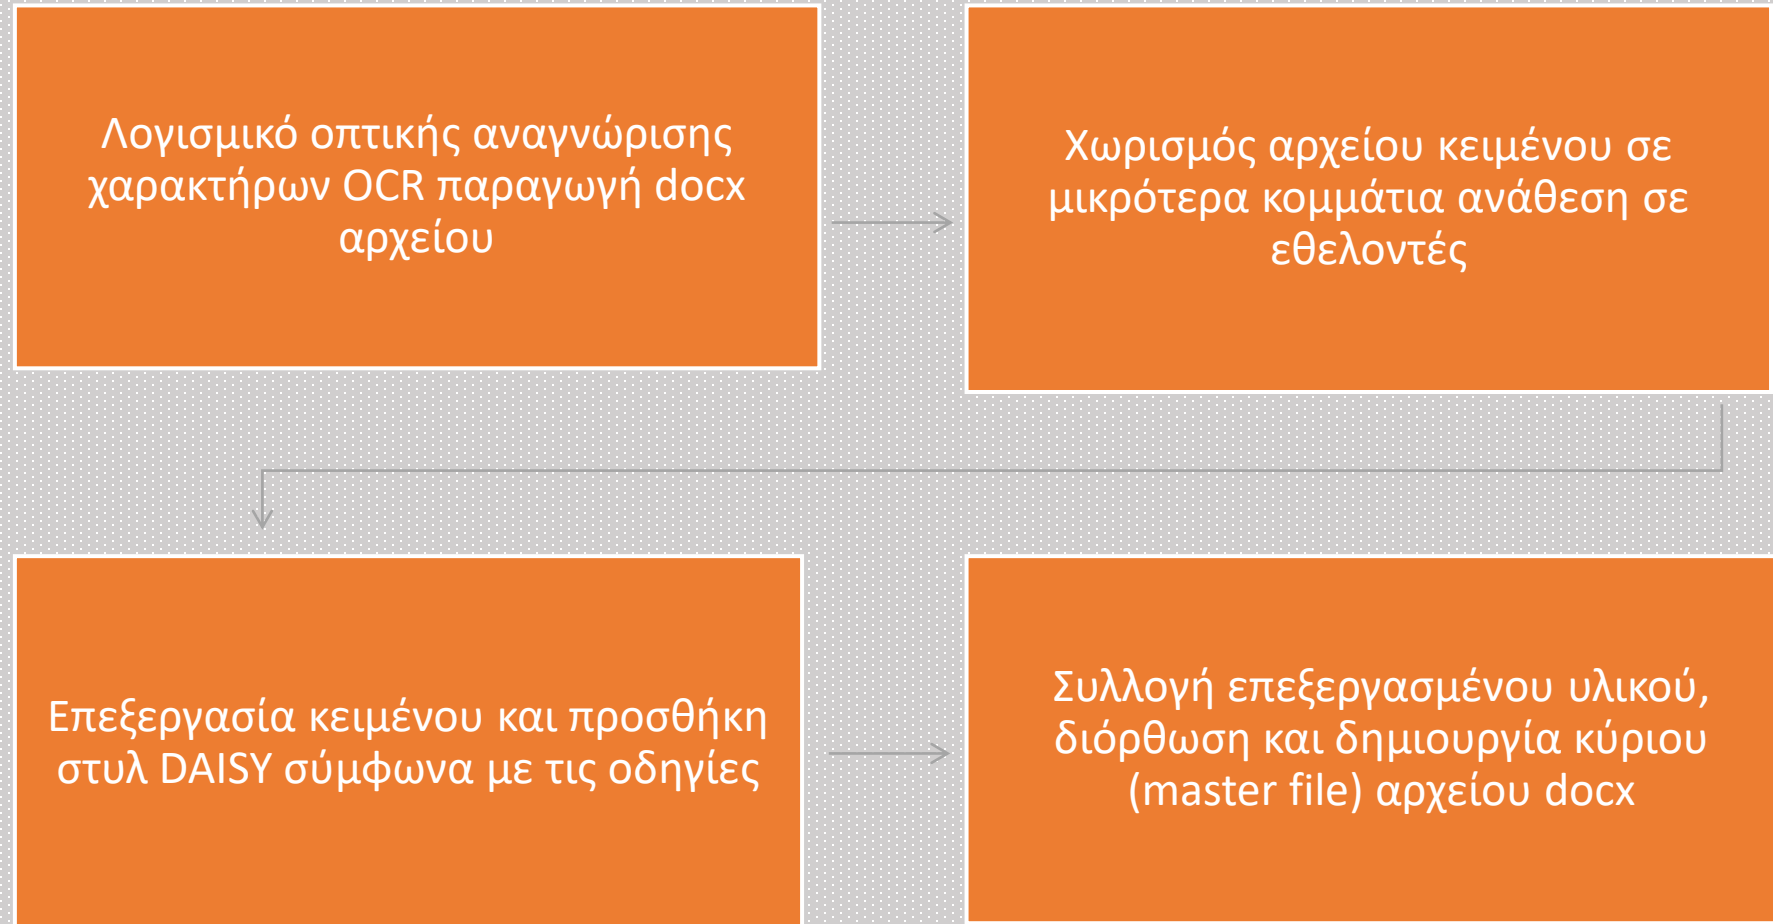 Λογισμικό οπτικής αναγνώρισης
χαρακτήρων OCR παραγωγή docx
αρχείου
Χωρισμός αρχείου κειμένου σε
μικρότερα κομμάτια ανάθεση σε
εθελοντές
Επεξεργασία κειμένου και προσθήκη
στυλ DAISY σύμφωνα με τις οδηγίες
Συλλογή επεξεργασμένου υλικού,
διόρθωση και δημιουργία κύριου
(master file) αρχείου docx